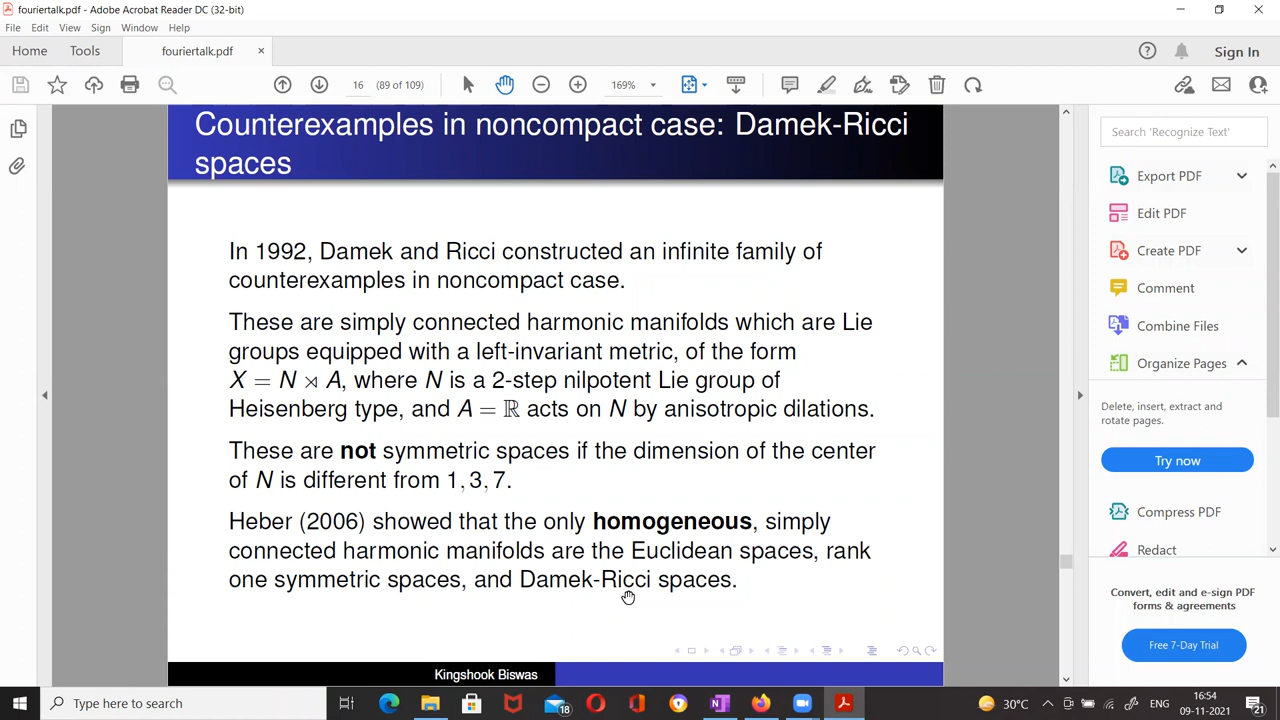 fouriertalk.pdf - Adobe Acrobat Reader DC (32-bit)
File Edit View Sign Window Help
Home Tools fouriertalk.pdf × Sign In
16 (89 of 109) 169%
Counterexamples in noncompact case: Damek-Ricci
spaces
In 1992, Damek and Ricci constructed an infinite family of
counterexamples in noncompact case.
These are simply connected harmonic manifolds which are Lie
groups equipped with a left-invariant metric, of the form
X = N ⋊ A, where N is a 2-step nilpotent Lie group of
Heisenberg type, and A = ℝ acts on N by anisotropic dilations.
These are not symmetric spaces if the dimension of the center
of N is different from 1, 3, 7.
Heber (2006) showed that the only homogeneous, simply
connected harmonic manifolds are the Euclidean spaces, rank
one symmetric spaces, and Damek-Ricci spaces.
Kingshook Biswas
Search 'Recognize Text'
Export PDF
Edit PDF
Create PDF
Comment
Combine Files
Organize Pages
Delete, insert, extract and
rotate pages.
Try now
Compress PDF
Redact
Convert, edit and e-sign PDF
forms & agreements
Free 7-Day Trial
Type here to search
18
30°C
ENG
16:54
09-11-2021
21